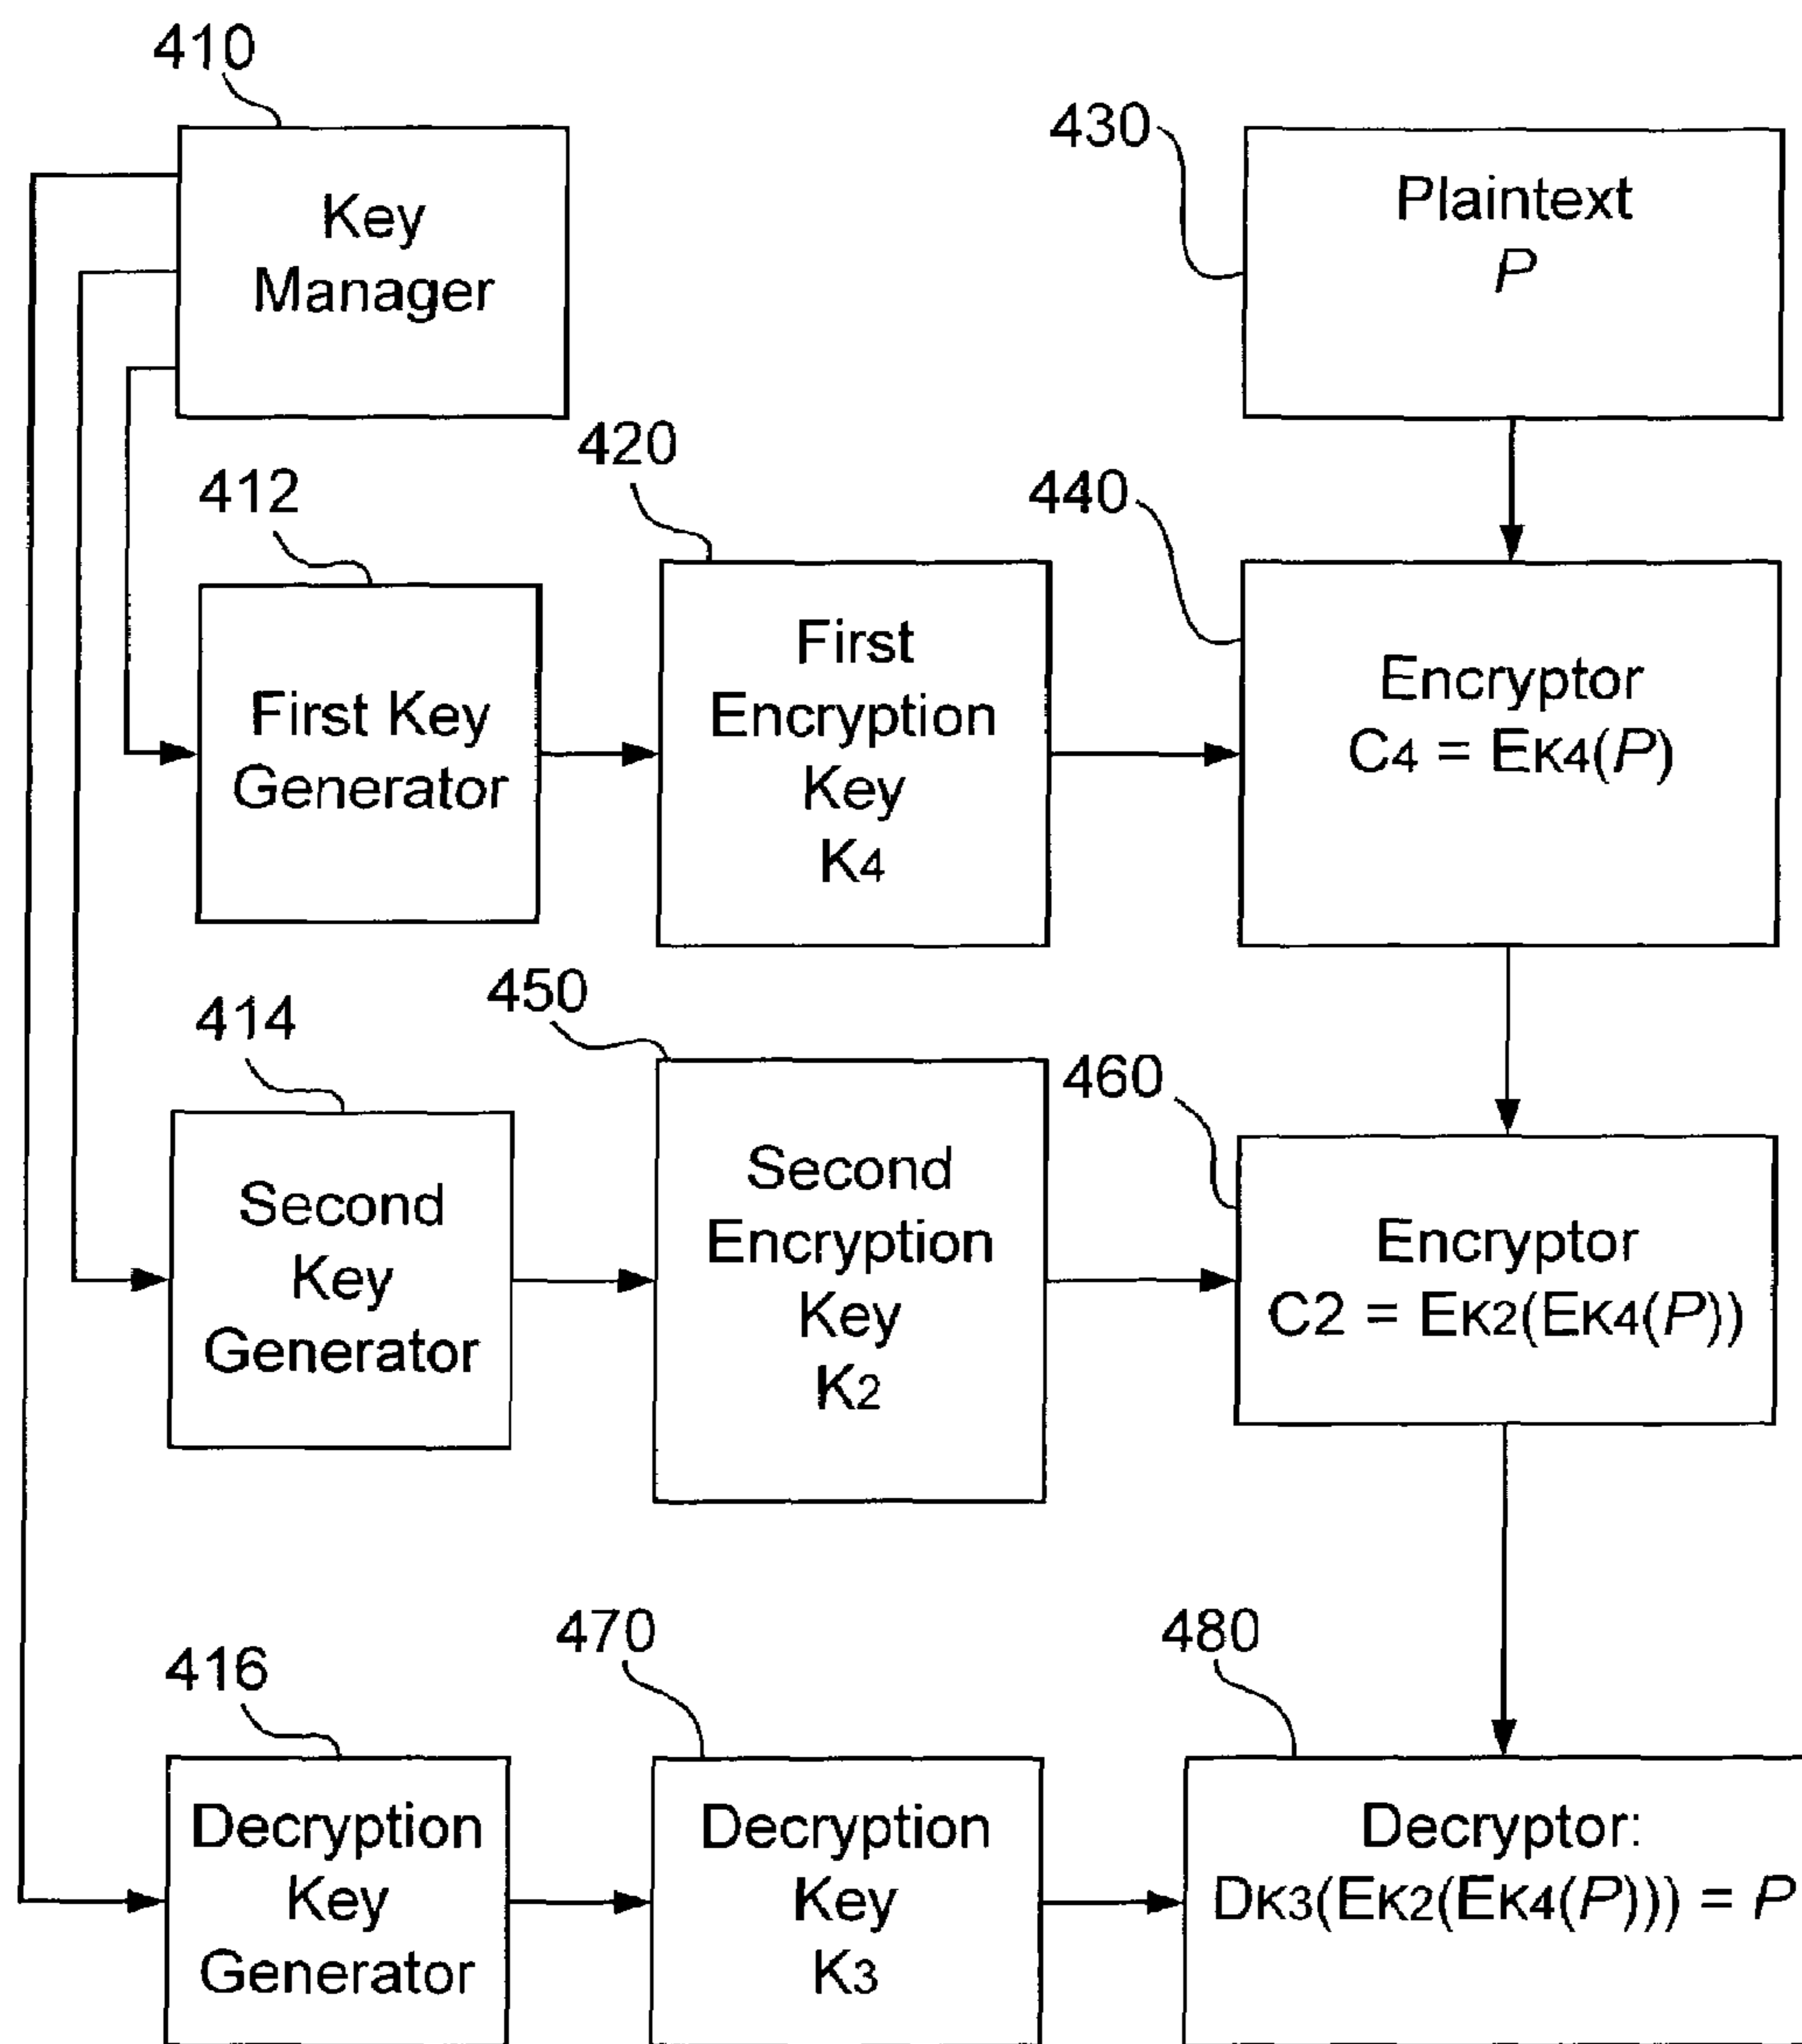 410
Key
Manager
430
Plaintext
P
412
First Key
Generator
420
First
Encryption
Key
K4
440
Encryptor
C4 = EK4(P)
414
Second
Key
Generator
450
Second
Encryption
Key
K2
460
Encryptor
C2 = EK2(EK4(P))
416
Decryption
Key
Generator
470
Decryption
Key
K3
480
Decryptor:
DK3(EK2(EK4(P))) = P